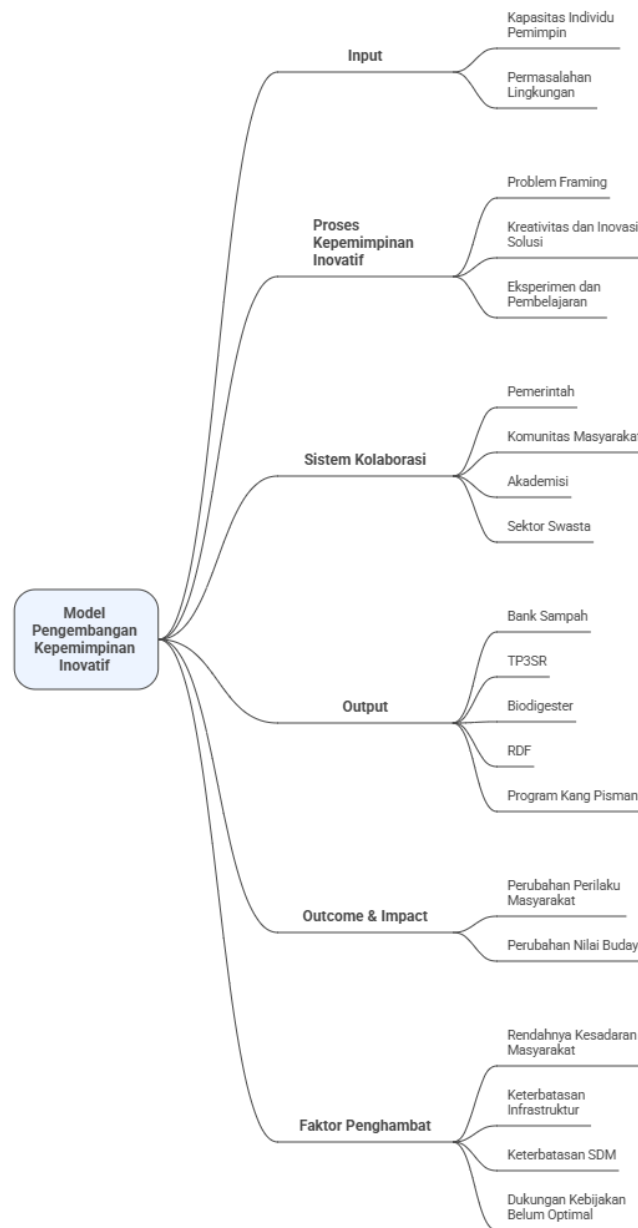 Kapasitas Individu
Pemimpin
Input
Permasalahan
Lingkungan
Problem Framing
Proses
Kepemimpinan
Inovatif
Kreativitas dan Inovasi
Solusi
Eksperimen dan
Pembelajaran
Pemerintah
Komunitas Masyarakat
Sistem Kolaborasi
Akademisi
Sektor Swasta
Model
Pengembangan
Kepemimpinan
Inovatif
Bank Sampah
TP3SR
Output
Biodigester
RDF
Program Kang Pisman
Perubahan Perilaku
Masyarakat
Outcome & Impact
Perubahan Nilai Buday
Rendahnya Kesadaran
Masyarakat
Keterbatasan
Infrastruktur
Faktor Penghambat
Keterbatasan SDM
Dukungan Kebijakan
Belum Optimal